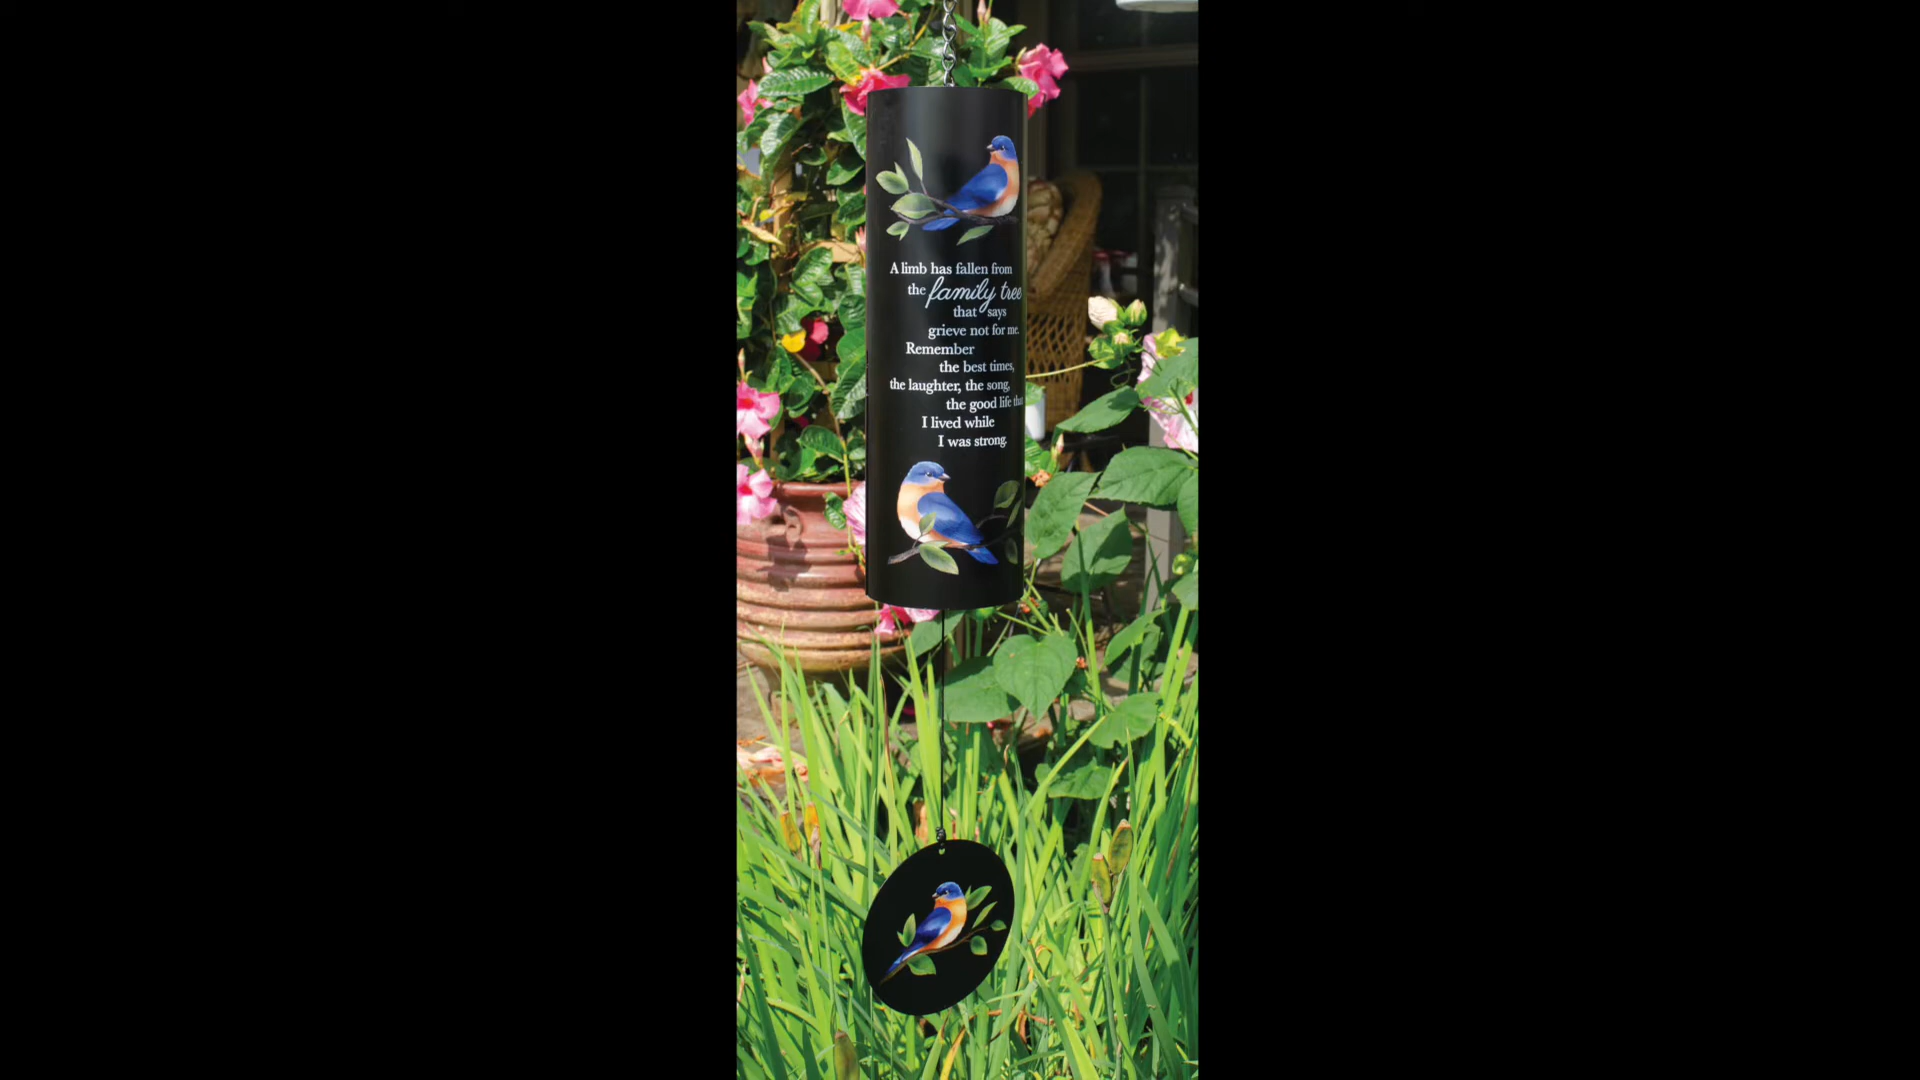 A limb has fallen from
the family tree
that says
grieve not for me.
Remember
the best times,
the laughter, the song,
the good life that
I lived while
I was strong.